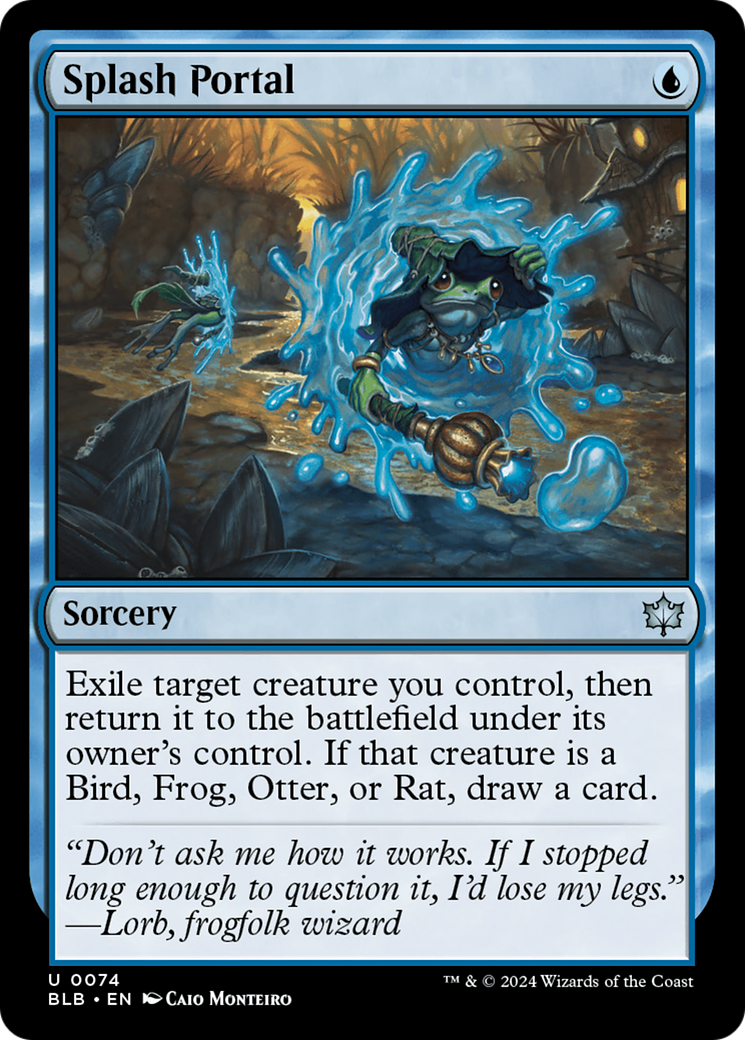 Splash Portal
Sorcery
Exile target creature you control, then
return it to the battlefield under its
owner’s control. If that creature is a
Bird, Frog, Otter, or Rat, draw a card.
“Don’t ask me how it works. If I stopped
long enough to question it, I’d lose my legs.”
—Lorb, frogfolk wizard
U 0074
BLB • EN Caio Monteiro
™ & © 2024 Wizards of the Coast